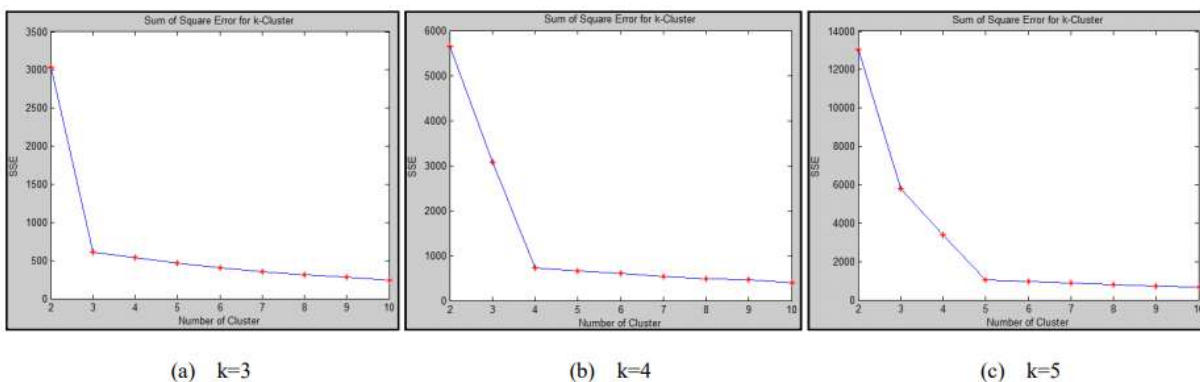 Sum of Square Error for k-Cluster
3500
3000
2500
2000
1500
1000
500
0
SSE
2 3 4 5 6 7 8 9 10
Number of Cluster
Sum of Square Error for k-Cluster
6000
5000
4000
3000
2000
1000
0
SSE
2 3 4 5 6 7 8 9 10
Number of Cluster
Sum of Square Error for k-Cluster
14000
12000
10000
8000
6000
4000
2000
0
SSE
2 3 4 5 6 7 8 9 10
Number of Cluster
(a) k=3
(b) k=4
(c) k=5